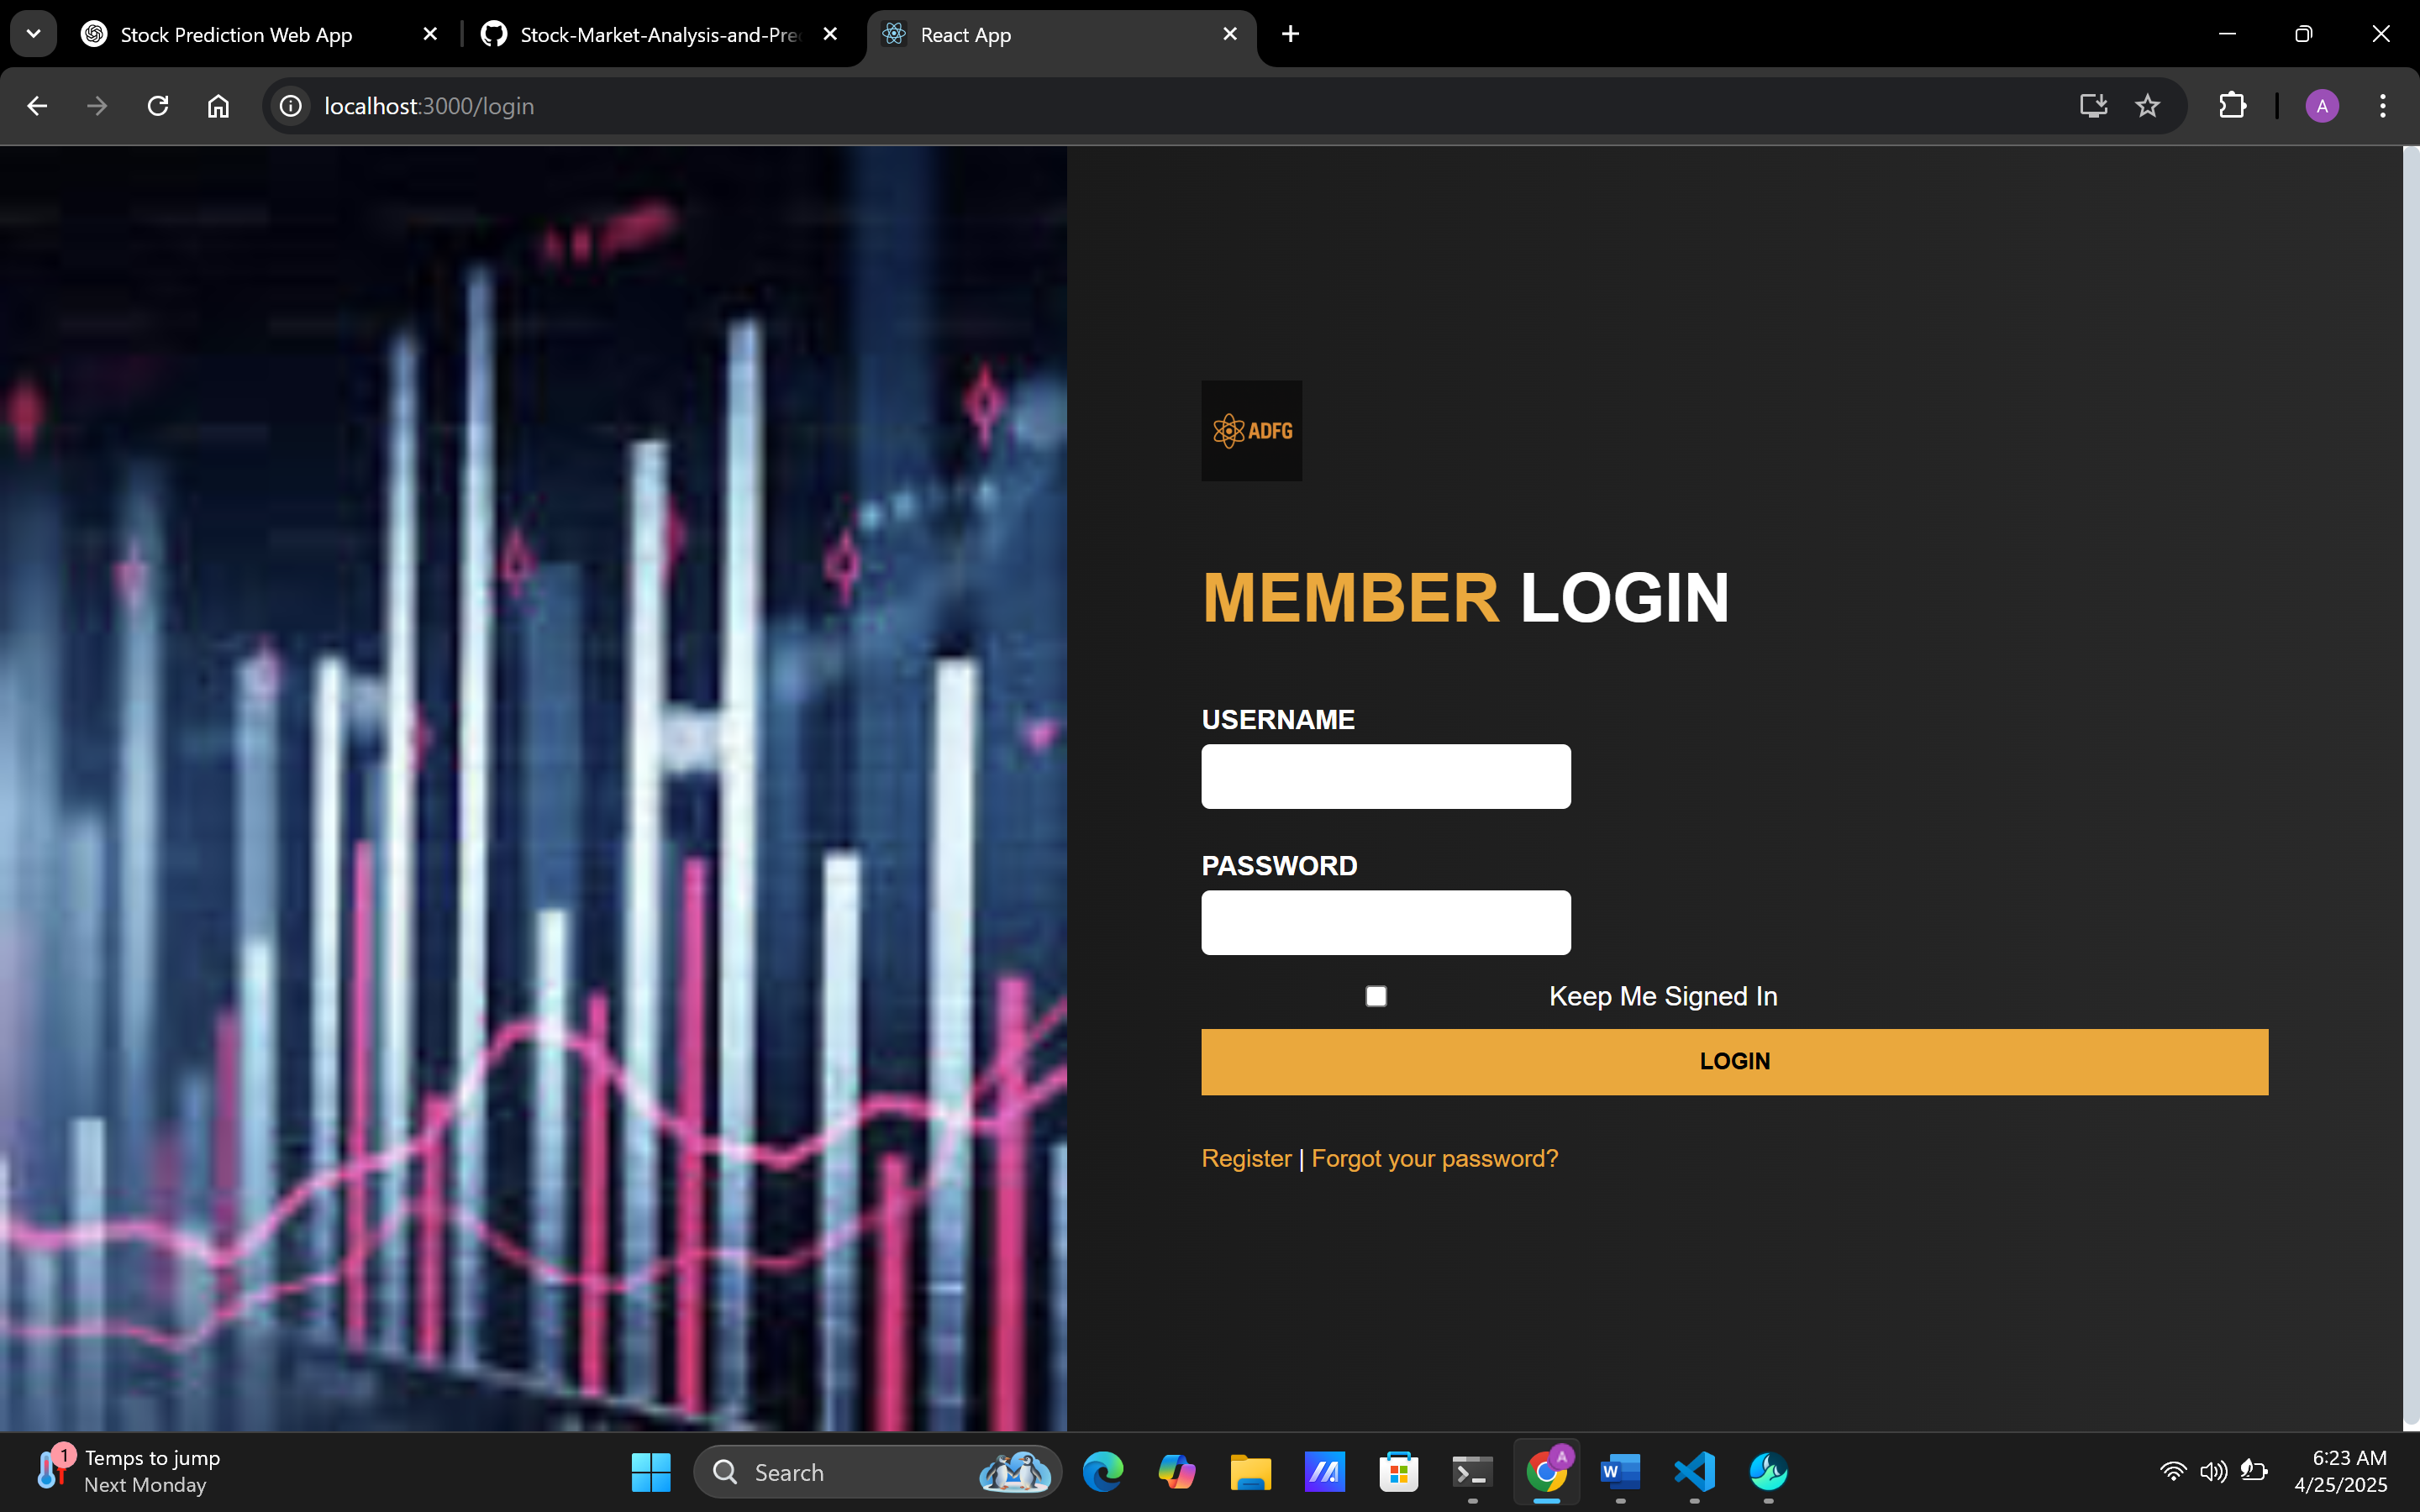 Stock Prediction Web App
Stock-Market-Analysis-and-Pre
React App
localhost:3000/login
A
ADFG
MEMBER LOGIN
USERNAME
PASSWORD
Keep Me Signed In
LOGIN
Register | Forgot your password?
1
Temps to jump
Next Monday
Search
A
W
6:23 AM
4/25/2025